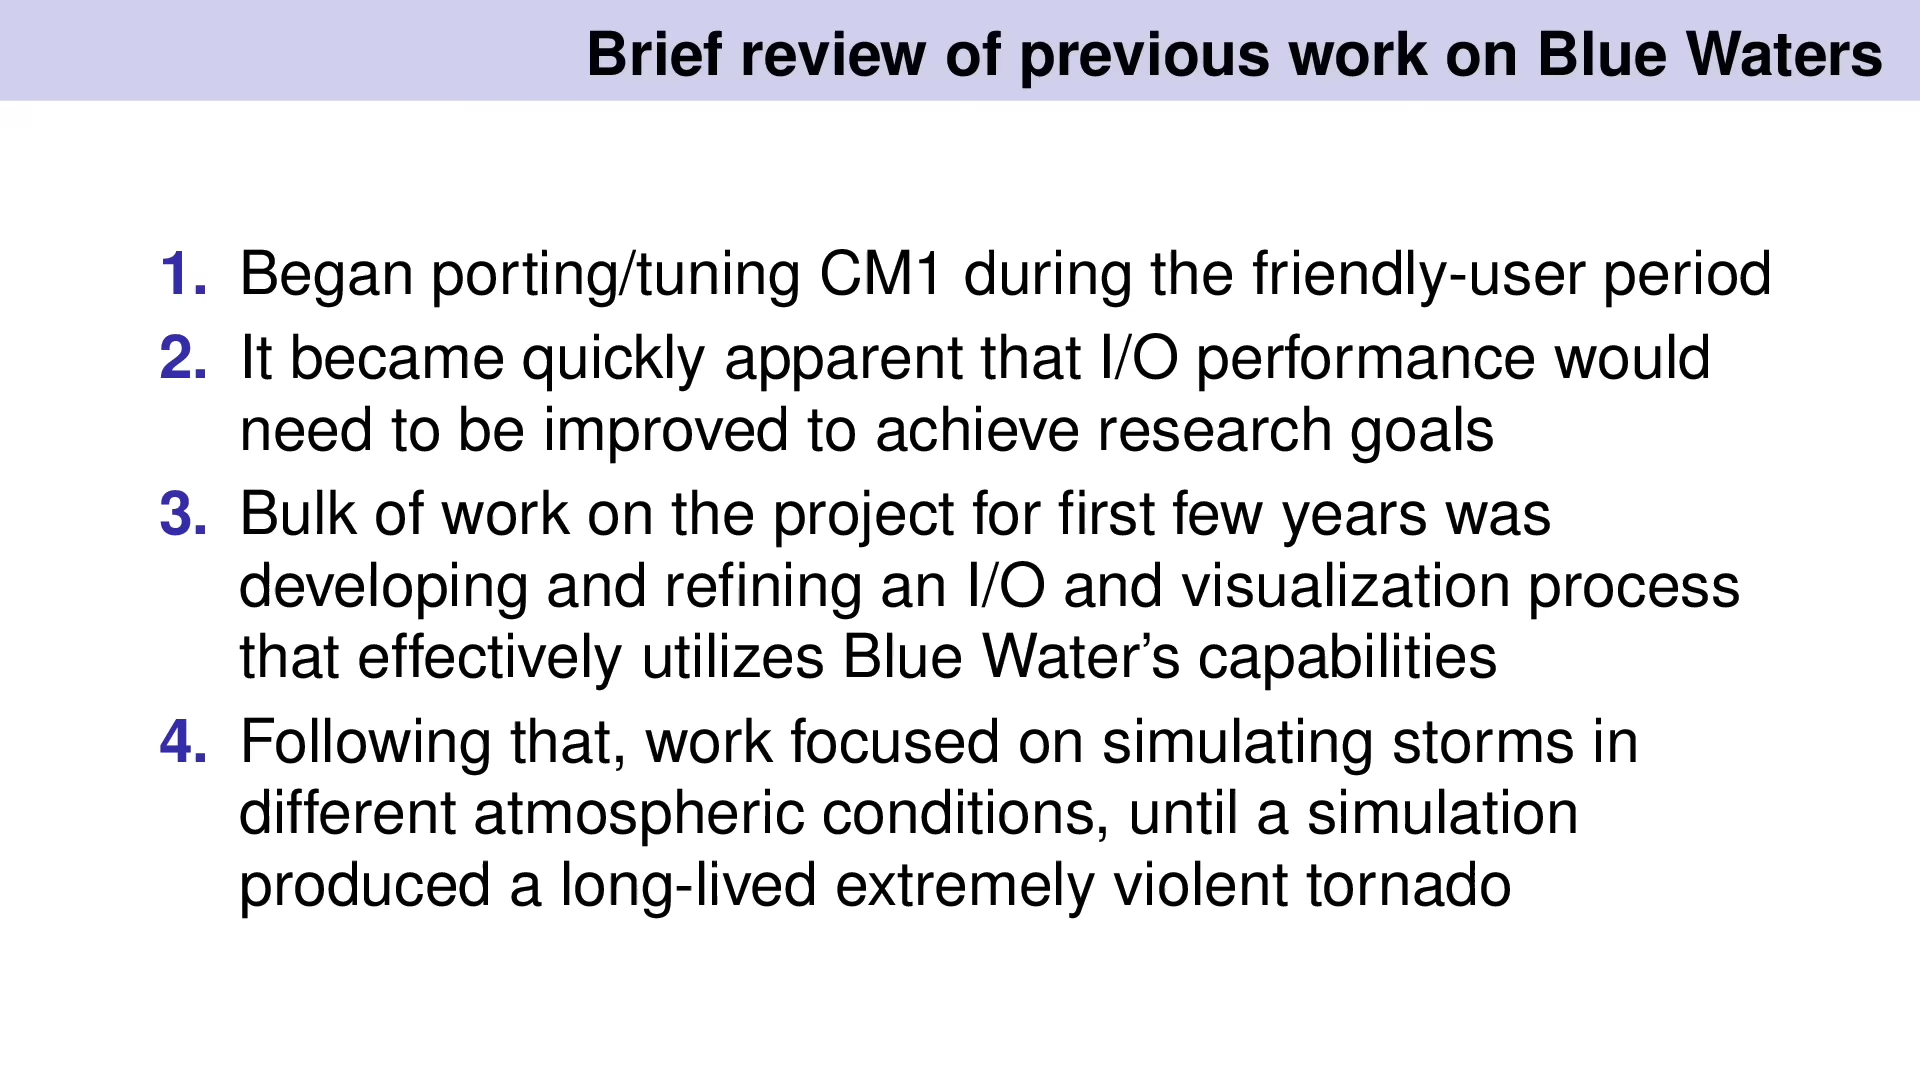 Brief review of previous work on Blue Waters
1. Began porting/tuning CM1 during the friendly-user period
2. It became quickly apparent that I/O performance would
need to be improved to achieve research goals
3. Bulk of work on the project for first few years was
developing and refining an I/O and visualization process
that effectively utilizes Blue Water’s capabilities
4. Following that, work focused on simulating storms in
different atmospheric conditions, until a simulation
produced a long-lived extremely violent tornado